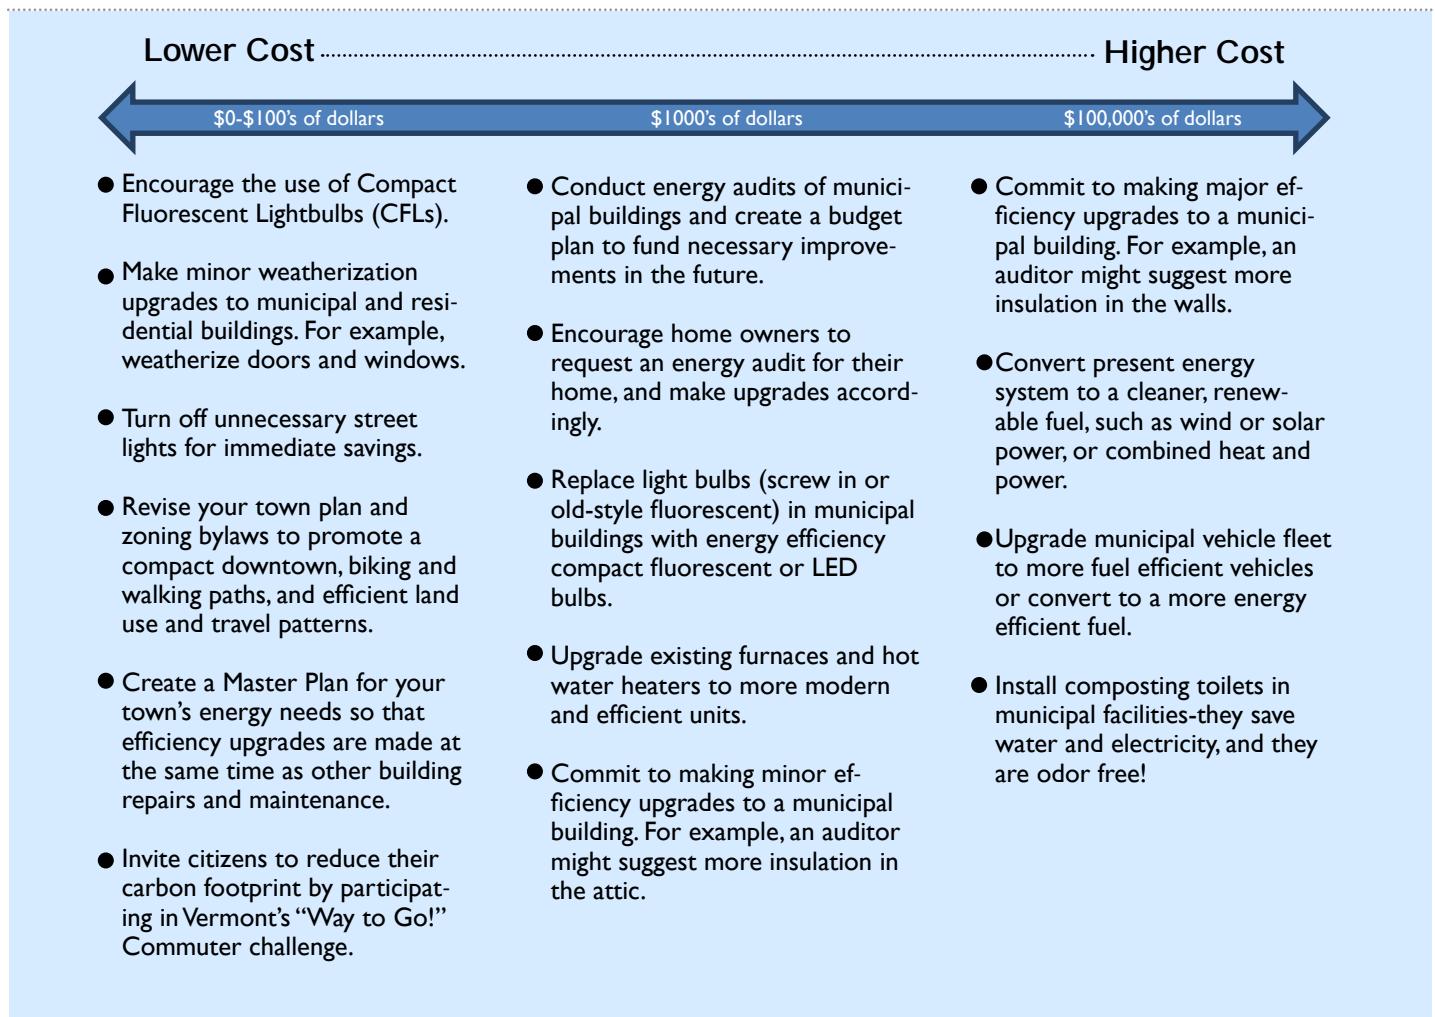 Lower Cost Higher Cost
$0-$100's of dollars $1000's of dollars $100,000's of dollars
● Encourage the use of Compact
Fluorescent Lightbulbs (CFLs).
● Make minor weatherization
upgrades to municipal and resi-
dential buildings. For example,
weatherize doors and windows.
● Turn off unnecessary street
lights for immediate savings.
● Revise your town plan and
zoning bylaws to promote a
compact downtown, biking and
walking paths, and efficient land
use and travel patterns.
● Create a Master Plan for your
town's energy needs so that
efficiency upgrades are made at
the same time as other building
repairs and maintenance.
● Invite citizens to reduce their
carbon footprint by participat-
ing in Vermont's “Way to Go!”
Commuter challenge.
● Conduct energy audits of munici-
pal buildings and create a budget
plan to fund necessary improve-
ments in the future.
● Encourage home owners to
request an energy audit for their
home, and make upgrades accord-
ingly.
● Replace light bulbs (screw in or
old-style fluorescent) in municipal
buildings with energy efficiency
compact fluorescent or LED
bulbs.
● Upgrade existing furnaces and hot
water heaters to more modern
and efficient units.
● Commit to making minor ef-
ficiency upgrades to a municipal
building. For example, an auditor
might suggest more insulation in
the attic.
● Commit to making major ef-
ficiency upgrades to a munici-
pal building. For example, an
auditor might suggest more
insulation in the walls.
● Convert present energy
system to a cleaner, renew-
able fuel, such as wind or solar
power, or combined heat and
power.
● Upgrade municipal vehicle fleet
to more fuel efficient vehicles
or convert to a more energy
efficient fuel.
● Install composting toilets in
municipal facilities-they save
water and electricity, and they
are odor free!